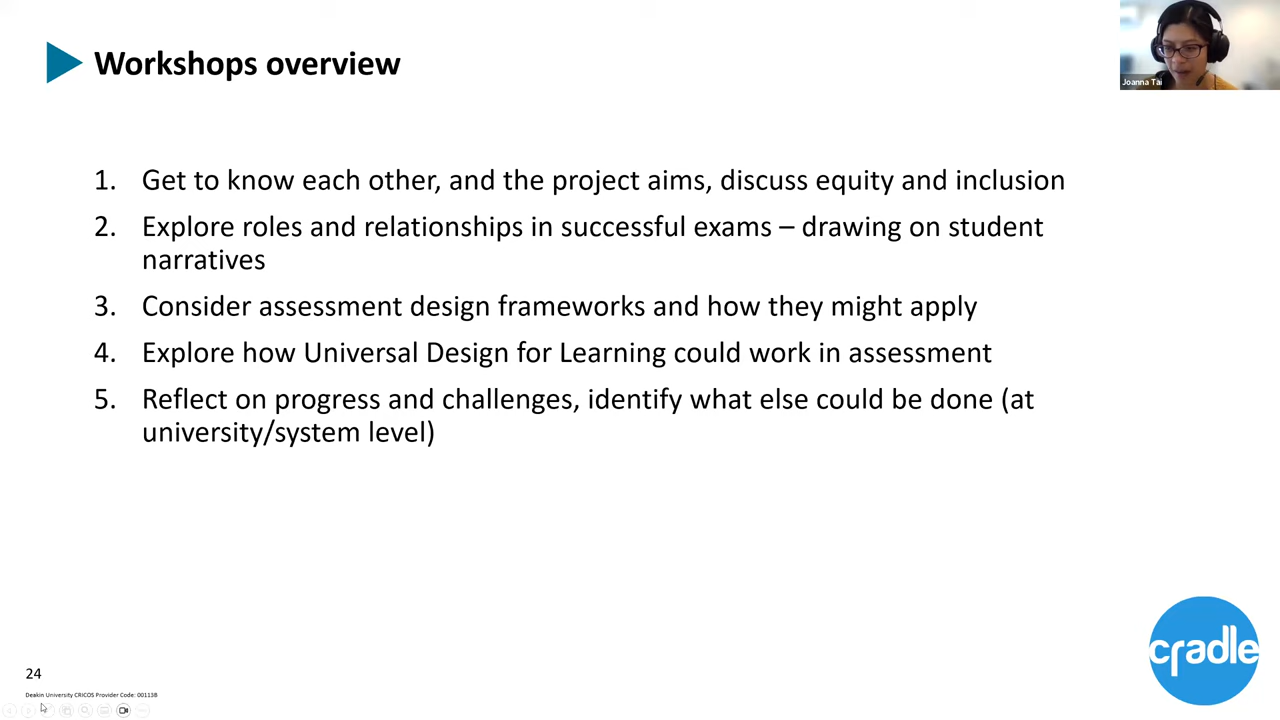 Workshops overview
Joanna Tai
1. Get to know each other, and the project aims, discuss equity and inclusion
2. Explore roles and relationships in successful exams – drawing on student
narratives
3. Consider assessment design frameworks and how they might apply
4. Explore how Universal Design for Learning could work in assessment
5. Reflect on progress and challenges, identify what else could be done (at
university/system level)
cradle
24
Deakin University CRICOS Provider Code: 00113B